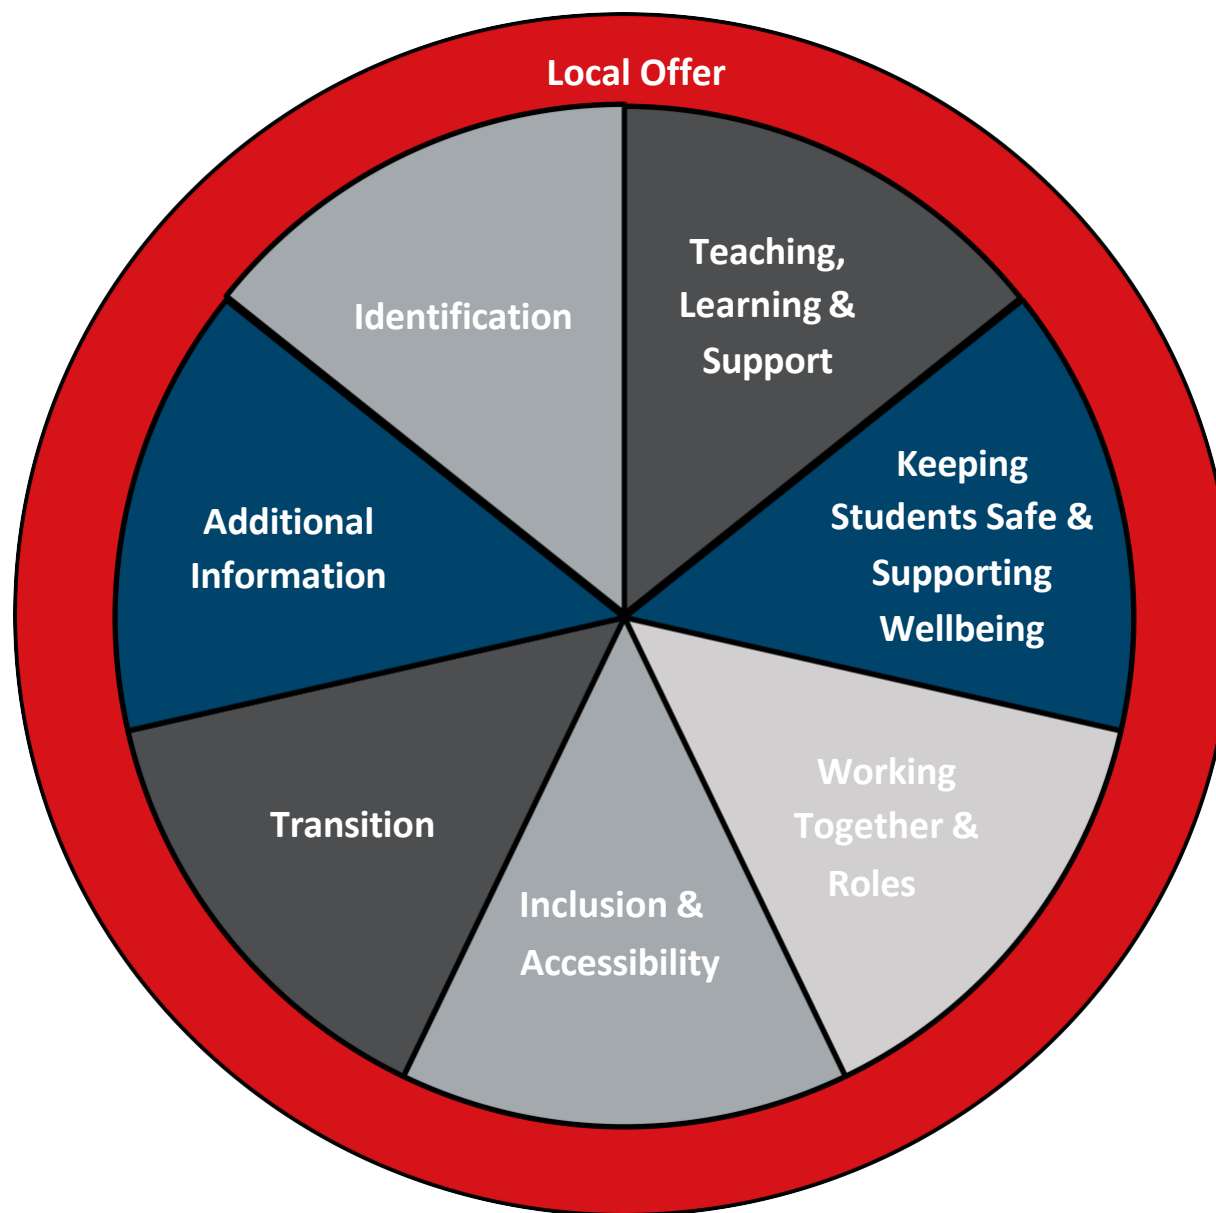 Local Offer
Teaching,
Learning &
Support
Keeping
Students Safe &
Supporting
Wellbeing
Working
Together &
Roles
Inclusion &
Accessibility
Transition
Additional
Information
Identification